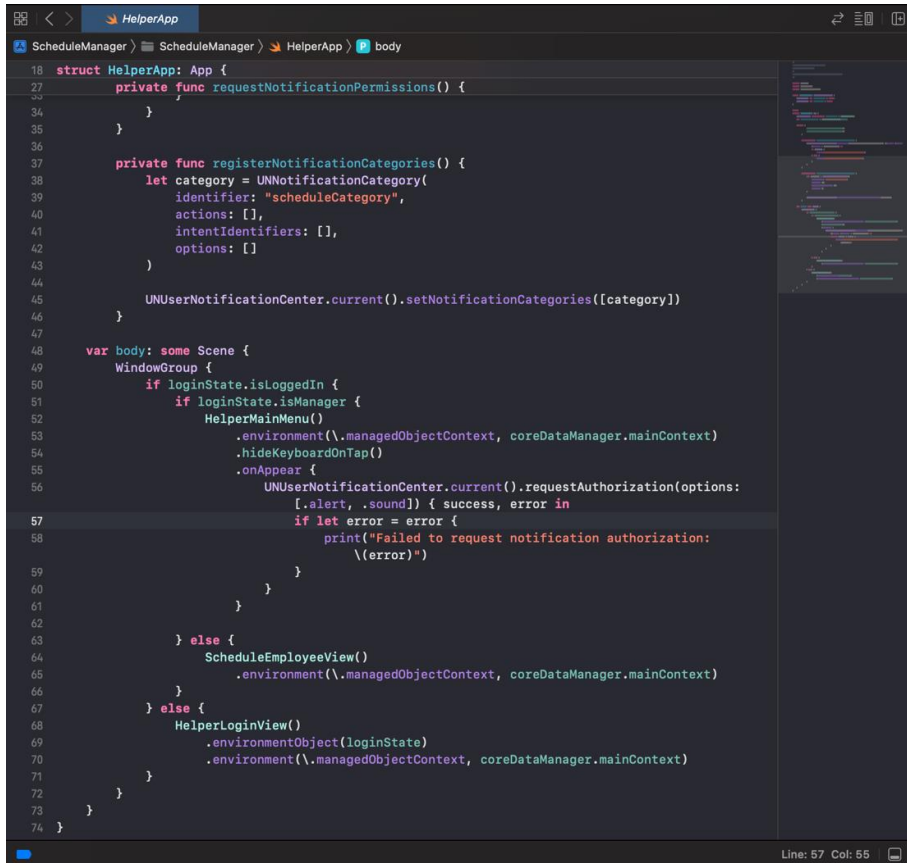 HelperApp
ScheduleManager 〉 ScheduleManager 〉 HelperApp 〉 P body
18 struct HelperApp: App {
27 private func requestNotificationPermissions() {
33 }
34 }
35 }
36
37 private func registerNotificationCategories() {
38 let category = UNNotificationCategory(
39 identifier: "scheduleCategory",
40 actions: [],
41 intentIdentifiers: [],
42 options: []
43 )
44
45 UNUserNotificationCenter.current().setNotificationCategories([category])
46 }
47
48 var body: some Scene {
49 WindowGroup {
50 if loginState.isLoggedIn {
51 if loginState.isManager {
52 HelperMainMenu()
53 .environment(\.managedObjectContext, coreDataManager.mainContext)
54 .hideKeyboardOnTap()
55 .onAppear {
56 UNUserNotificationCenter.current().requestAuthorization(options:
[.alert, .sound]) { success, error in
57 if let error = error {
58 print("Failed to request notification authorization:
\(error)")
59 }
60 }
61 }
62
63 } else {
64 ScheduleEmployeeView()
65 .environment(\.managedObjectContext, coreDataManager.mainContext)
66 }
67 } else {
68 HelperLoginView()
69 .environmentObject(loginState)
70 .environment(\.managedObjectContext, coreDataManager.mainContext)
71 }
72 }
73 }
74 }
Line: 57 Col: 55